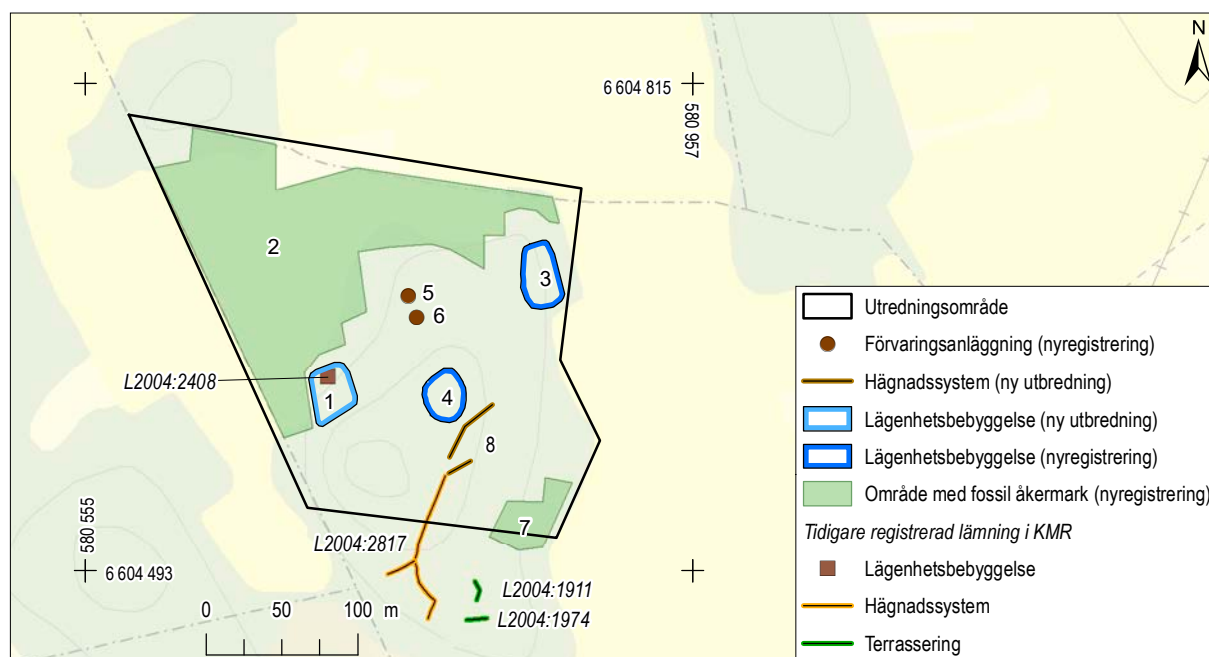 N
6 604 815
580 957
2
3
5
6
L2004:2408
1
4
8
7
L2004:2817
580 555
6 604 493
L2004:1911
L2004:1974
0 50 100 m
Utredningsområde
Förvaringsanläggning (nyregistrering)
Hägnadssystem (ny utbredning)
Lägenhetsbebyggelse (ny utbredning)
Lägenhetsbebyggelse (nyregistrering)
Område med fossil åkermark (nyregistrering)
Tidigare registrerad lämning i KMR
Lägenhetsbebyggelse
Hägnadssystem
Terrassering